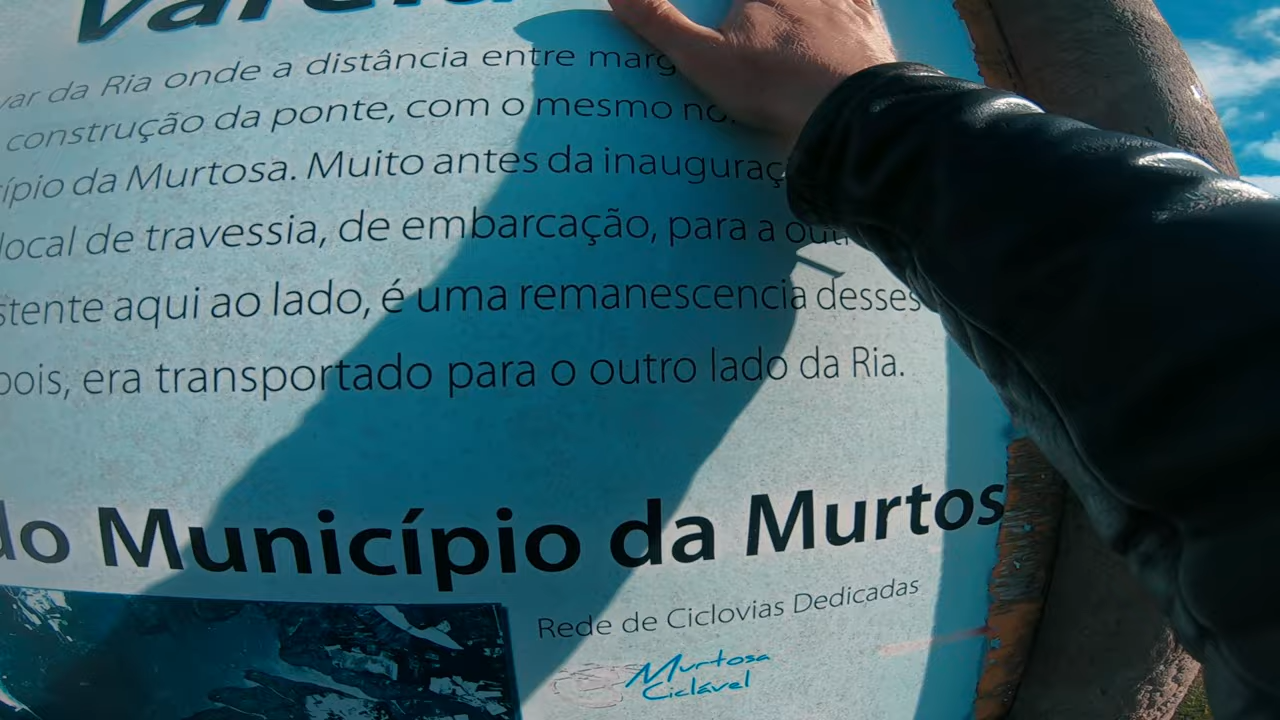 Varela
var da Ria onde a distância entre marg
construção da ponte, com o mesmo no
ípio da Murtosa. Muito antes da inauguraç
local de travessia, de embarcação, para a outr
stente aqui ao lado, é uma remanescencia desses
pois, era transportado para o outro lado da Ria.
do Município da Murtos
Rede de Ciclovias Dedicadas
Murtosa
Ciclável